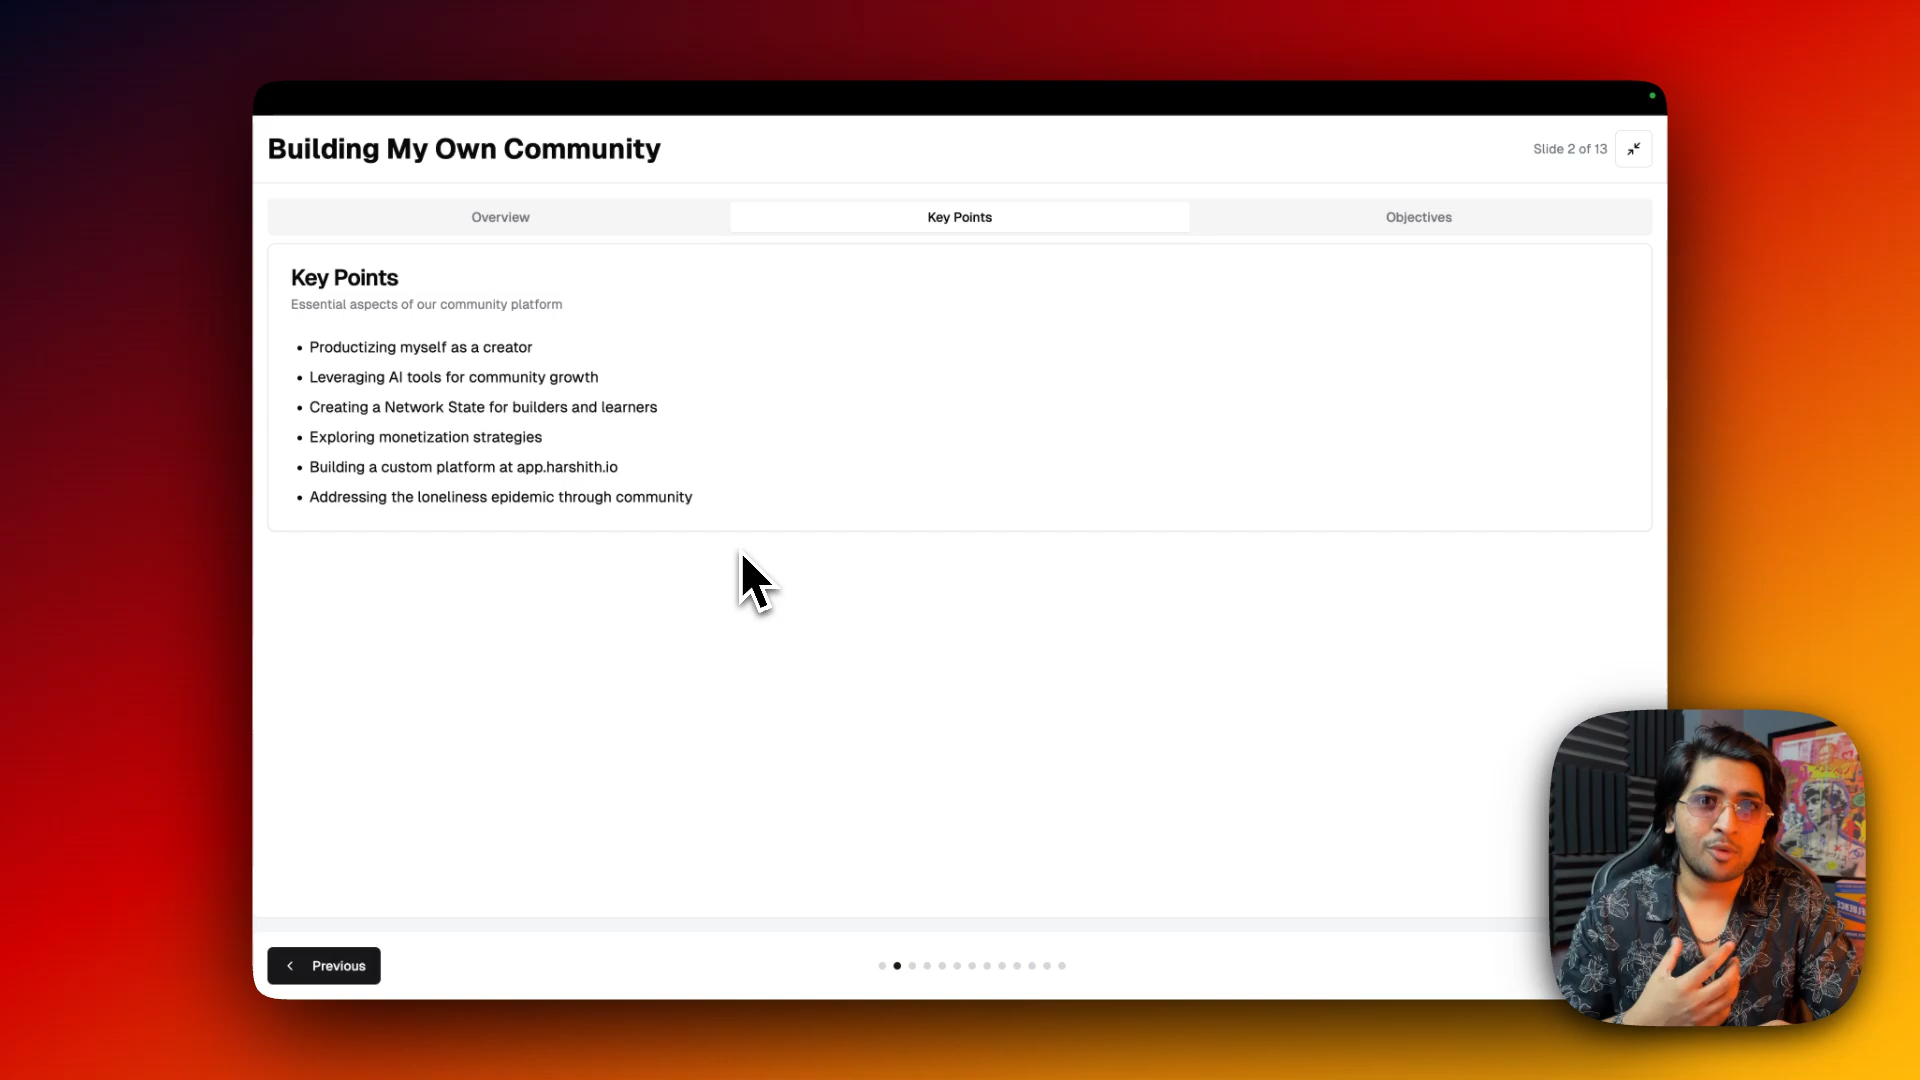 Building My Own Community
Slide 2 of 13
Overview
Key Points
Objectives
Key Points
Essential aspects of our community platform
• Productizing myself as a creator
• Leveraging AI tools for community growth
• Creating a Network State for builders and learners
• Exploring monetization strategies
• Building a custom platform at app.harshith.io
• Addressing the loneliness epidemic through community
Previous